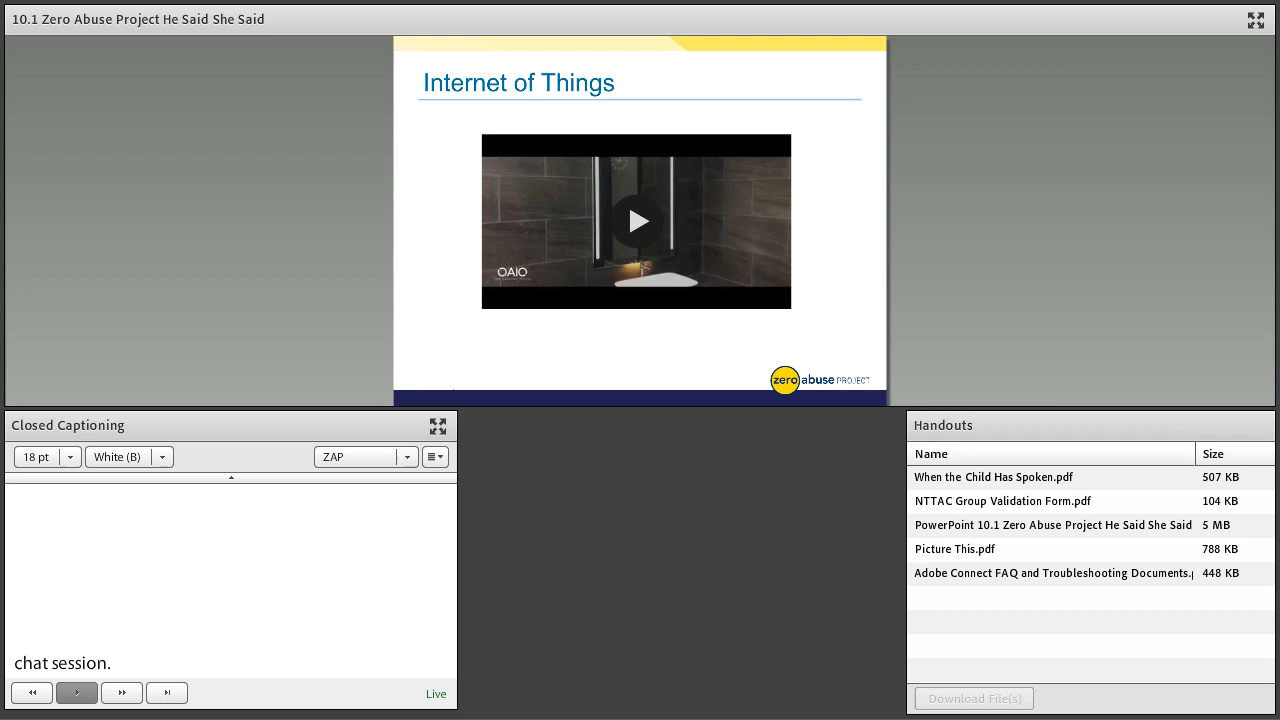 10.1 Zero Abuse Project He Said She Said
Internet of Things
OAIO
zero abuse PROJECT
Closed Captioning
18 pt
White (B)
ZAP
chat session.
Live
Handouts
Name
Size
When the Child Has Spoken.pdf
507 KB
NTTAC Group Validation Form.pdf
104 KB
PowerPoint 10.1 Zero Abuse Project He Said She Said
5 MB
Picture This.pdf
788 KB
Adobe Connect FAQ and Troubleshooting Documents.p
448 KB
Download File(s)